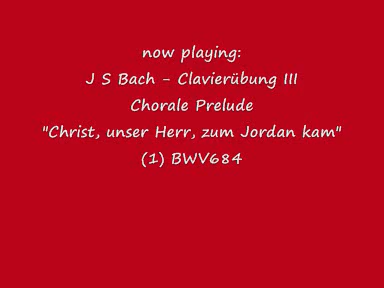 now playing:
J S Bach - Clavierübung III
Chorale Prelude
"Christ, unser Herr, zum Jordan kam"
(1) BWV684